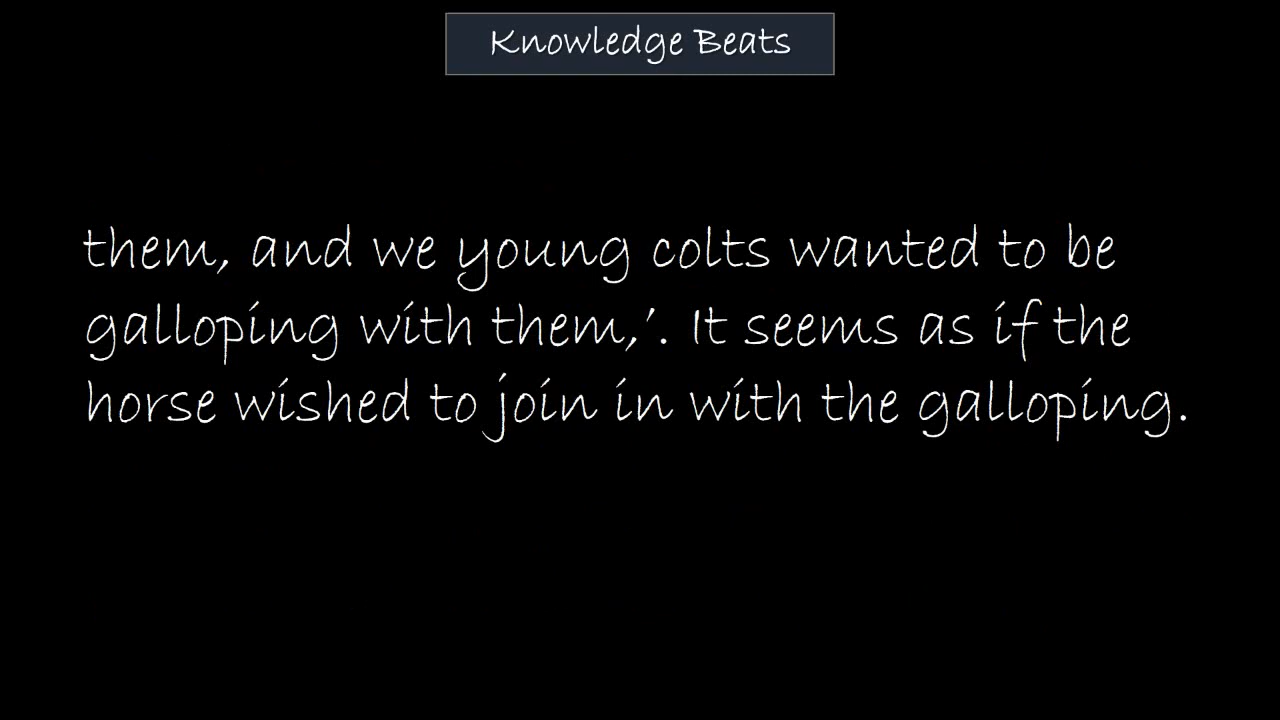 Knowledge Beats
them, and we young colts wanted to be
galloping with them,'. It seems as if the
horse wished to join in with the galloping.